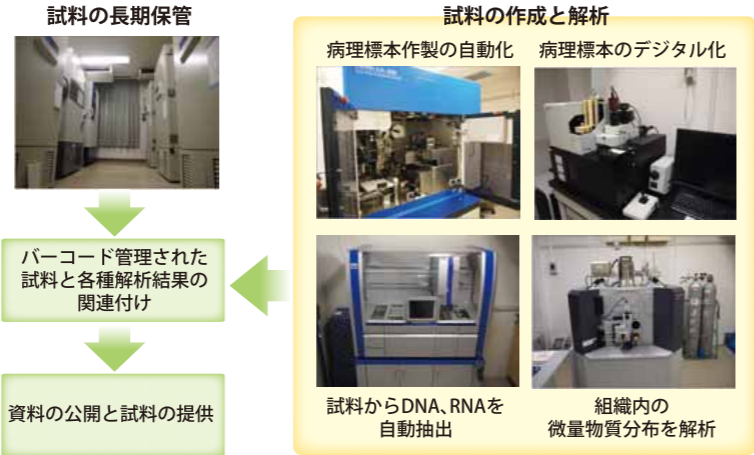 試料の長期保管
バーコード管理された
試料と各種解析結果の
関連付け
資料の公開と試料の提供
試料の作成と解析
病理標本作製の自動化
病理標本のデジタル化
試料からDNA、RNAを
自動抽出
組織内の
微量物質分布を解析